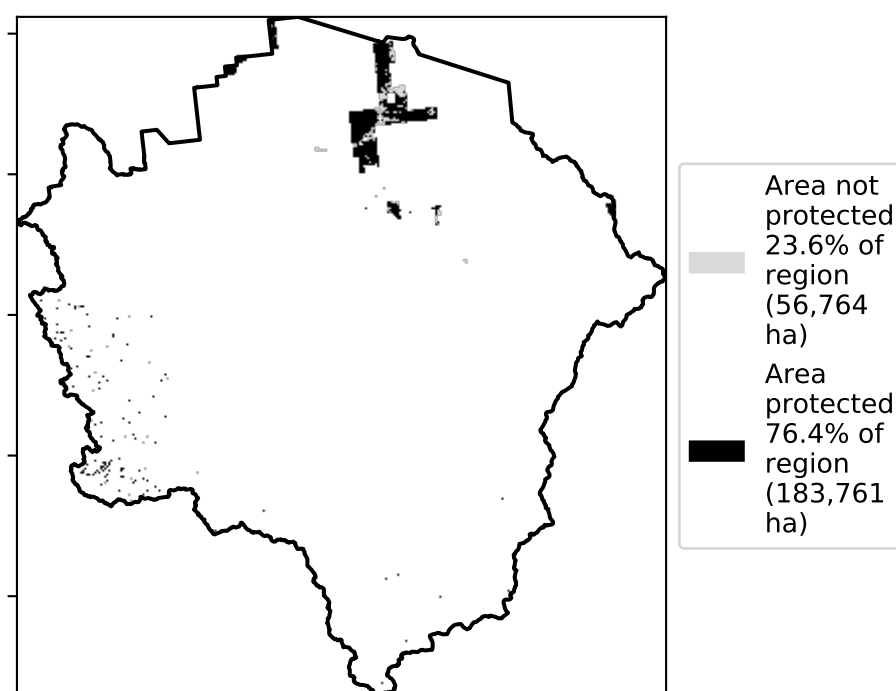 Area not
protected
23.6% of
region
(56,764
ha)
Area
protected
76.4% of
region
(183,761
ha)